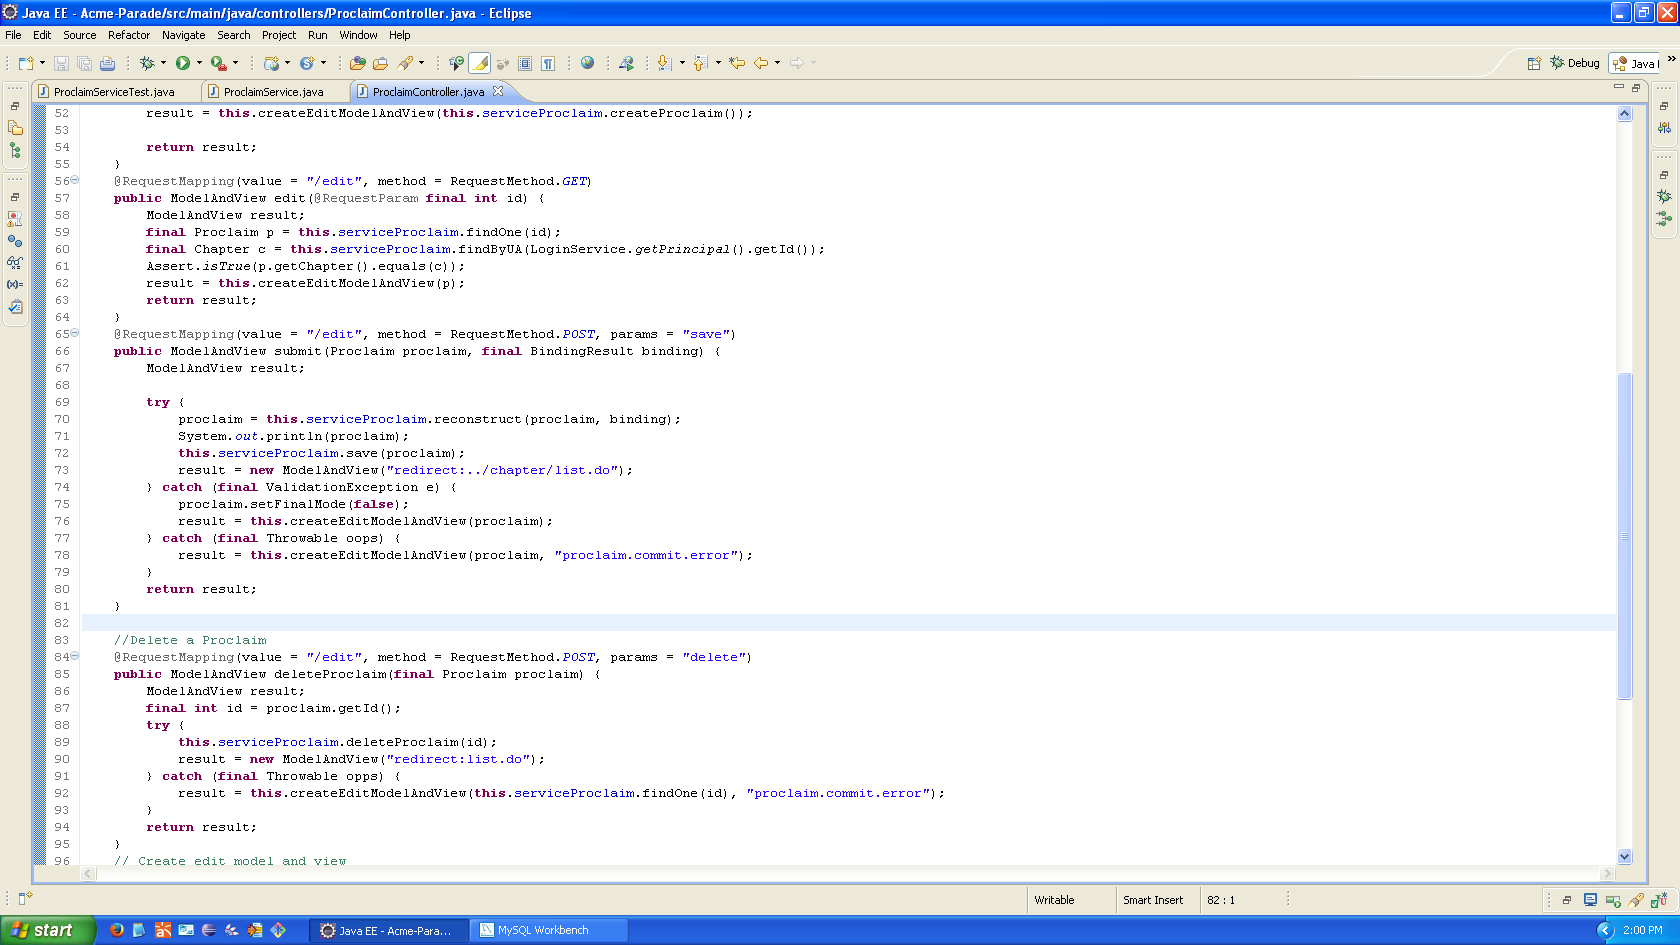 Java EE - Acme-Parade/src/main/java/controllers/ProclaimController.java - Eclipse
File Edit Source Refactor Navigate Search Project Run Window Help
Debug Java
ProclaimServiceTest.java ProclaimService.java ProclaimController.java
52 result = this.createEditModelAndView(this.serviceProclaim.createProclaim());
53
54 return result;
55 }
56 @RequestMapping(value = "/edit", method = RequestMethod.GET)
57 public ModelAndView edit(@RequestParam final int id) {
58 ModelAndView result;
59 final Proclaim p = this.serviceProclaim.findOne(id);
60 final Chapter c = this.serviceProclaim.findByUA(LoginService.getPrincipal().getId());
61 Assert.isTrue(p.getChapter().equals(c));
62 result = this.createEditModelAndView(p);
63 return result;
64 }
65 @RequestMapping(value = "/edit", method = RequestMethod.POST, params = "save")
66 public ModelAndView submit(Proclaim proclaim, final BindingResult binding) {
67 ModelAndView result;
68
69 try {
70 proclaim = this.serviceProclaim.reconstruct(proclaim, binding);
71 System.out.println(proclaim);
72 this.serviceProclaim.save(proclaim);
73 result = new ModelAndView("redirect:../chapter/list.do");
74 } catch (final ValidationException e) {
75 proclaim.setFinalMode(false);
76 result = this.createEditModelAndView(proclaim);
77 } catch (final Throwable oops) {
78 result = this.createEditModelAndView(proclaim, "proclaim.commit.error");
79 }
80 return result;
81 }
82
83 //Delete a Proclaim
84 @RequestMapping(value = "/edit", method = RequestMethod.POST, params = "delete")
85 public ModelAndView deleteProclaim(final Proclaim proclaim) {
86 ModelAndView result;
87 final int id = proclaim.getId();
88 try {
89 this.serviceProclaim.deleteProclaim(id);
90 result = new ModelAndView("redirect:list.do");
91 } catch (final Throwable opps) {
92 result = this.createEditModelAndView(this.serviceProclaim.findOne(id), "proclaim.commit.error");
93 }
94 return result;
95 }
96 // Create edit model and view
Writable Smart Insert 82 : 1
start Java EE - Acme-Para... MySQL Workbench 2:00 PM